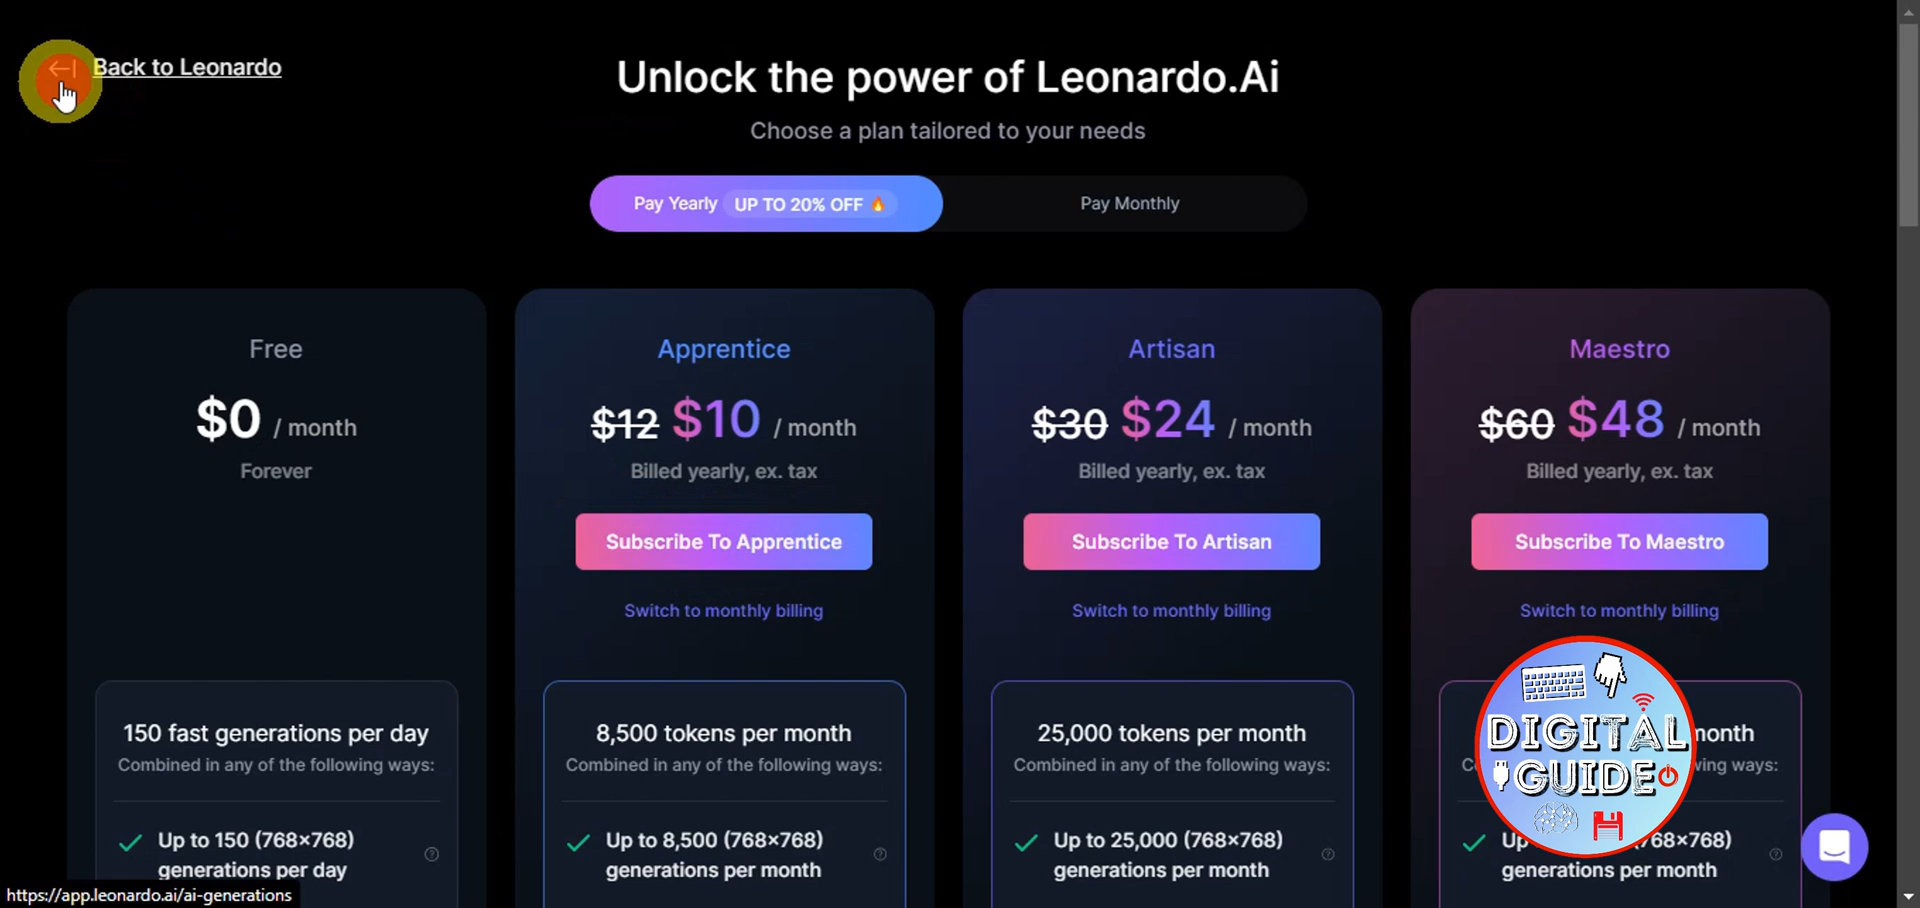 Back to Leonardo
Unlock the power of Leonardo.Ai
Choose a plan tailored to your needs
Pay Yearly UP TO 20% OFF 🔥 Pay Monthly
Free
$0 / month
Forever
150 fast generations per day
Combined in any of the following ways:
Up to 150 (768×768)
generations per day
Apprentice
$12 $10 / month
Billed yearly, ex. tax
Subscribe To Apprentice
Switch to monthly billing
8,500 tokens per month
Combined in any of the following ways:
Up to 8,500 (768×768)
generations per month
Artisan
$30 $24 / month
Billed yearly, ex. tax
Subscribe To Artisan
Switch to monthly billing
25,000 tokens per month
Combined in any of the following ways:
Up to 25,000 (768×768)
generations per month
Maestro
$60 $48 / month
Billed yearly, ex. tax
Subscribe To Maestro
Switch to monthly billing
month
ways:
768×768)
generations per month
DIGITAL
GUIDE
https://app.leonardo.ai/ai-generations